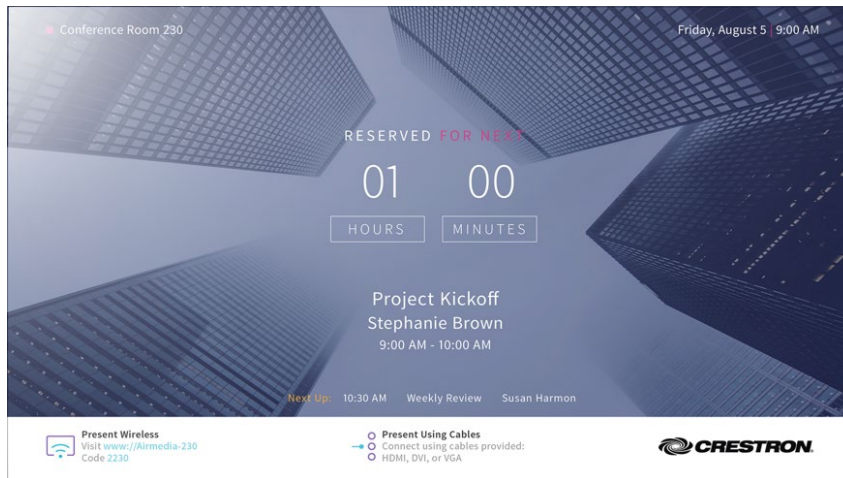 Conference Room 230
Friday, August 5 | 9:00 AM
RESERVED FOR NEXT
01 00
HOURS MINUTES
Project Kickoff
Stephanie Brown
9:00 AM - 10:00 AM
Next Up: 10:30 AM Weekly Review Susan Harmon
Present Wireless
Visit www://Airmedia-230
Code 2230
Present Using Cables
Connect using cables provided:
HDMI, DVI, or VGA
CRESTRON